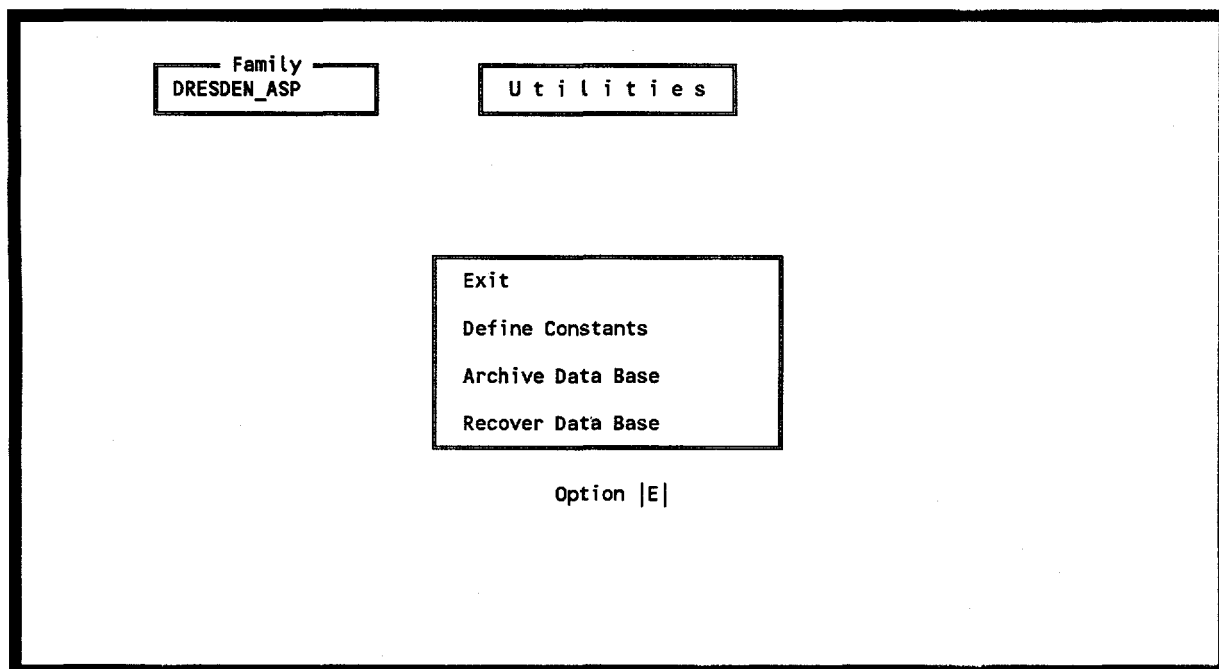 Family
DRESDEN_ASP
U t i l i t i e s
Exit
Define Constants
Archive Data Base
Recover Data Base
Option |E|